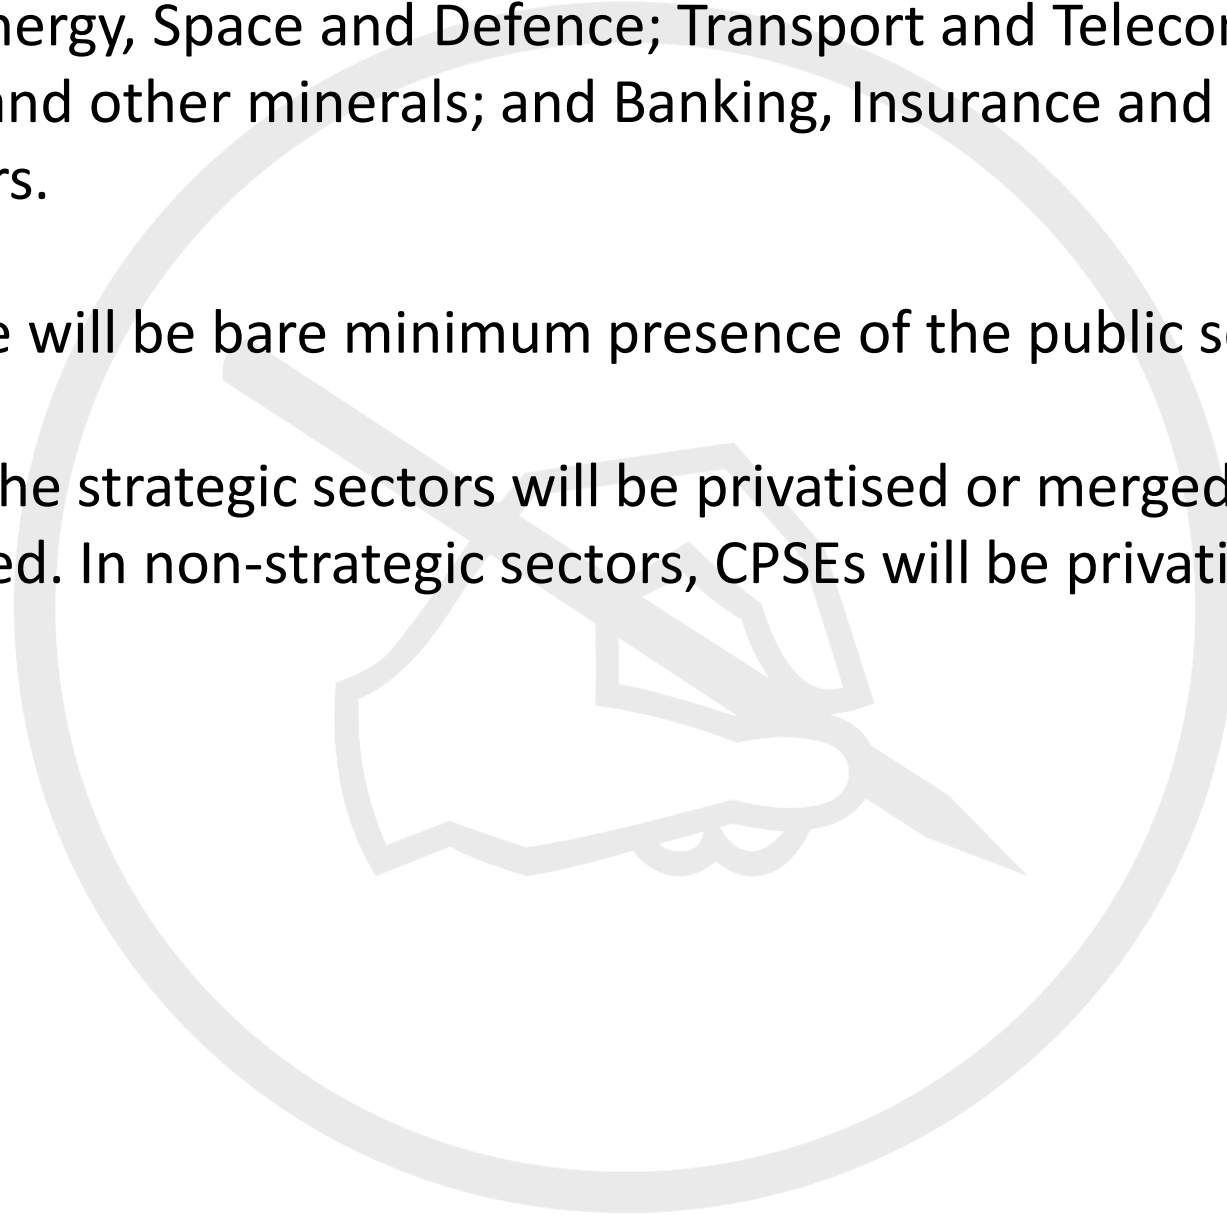 nergy, Space and Defence; Transport and Telecom
and other minerals; and Banking, Insurance and
rs.
e will be bare minimum presence of the public se
he strategic sectors will be privatised or merged
ed. In non-strategic sectors, CPSEs will be privati